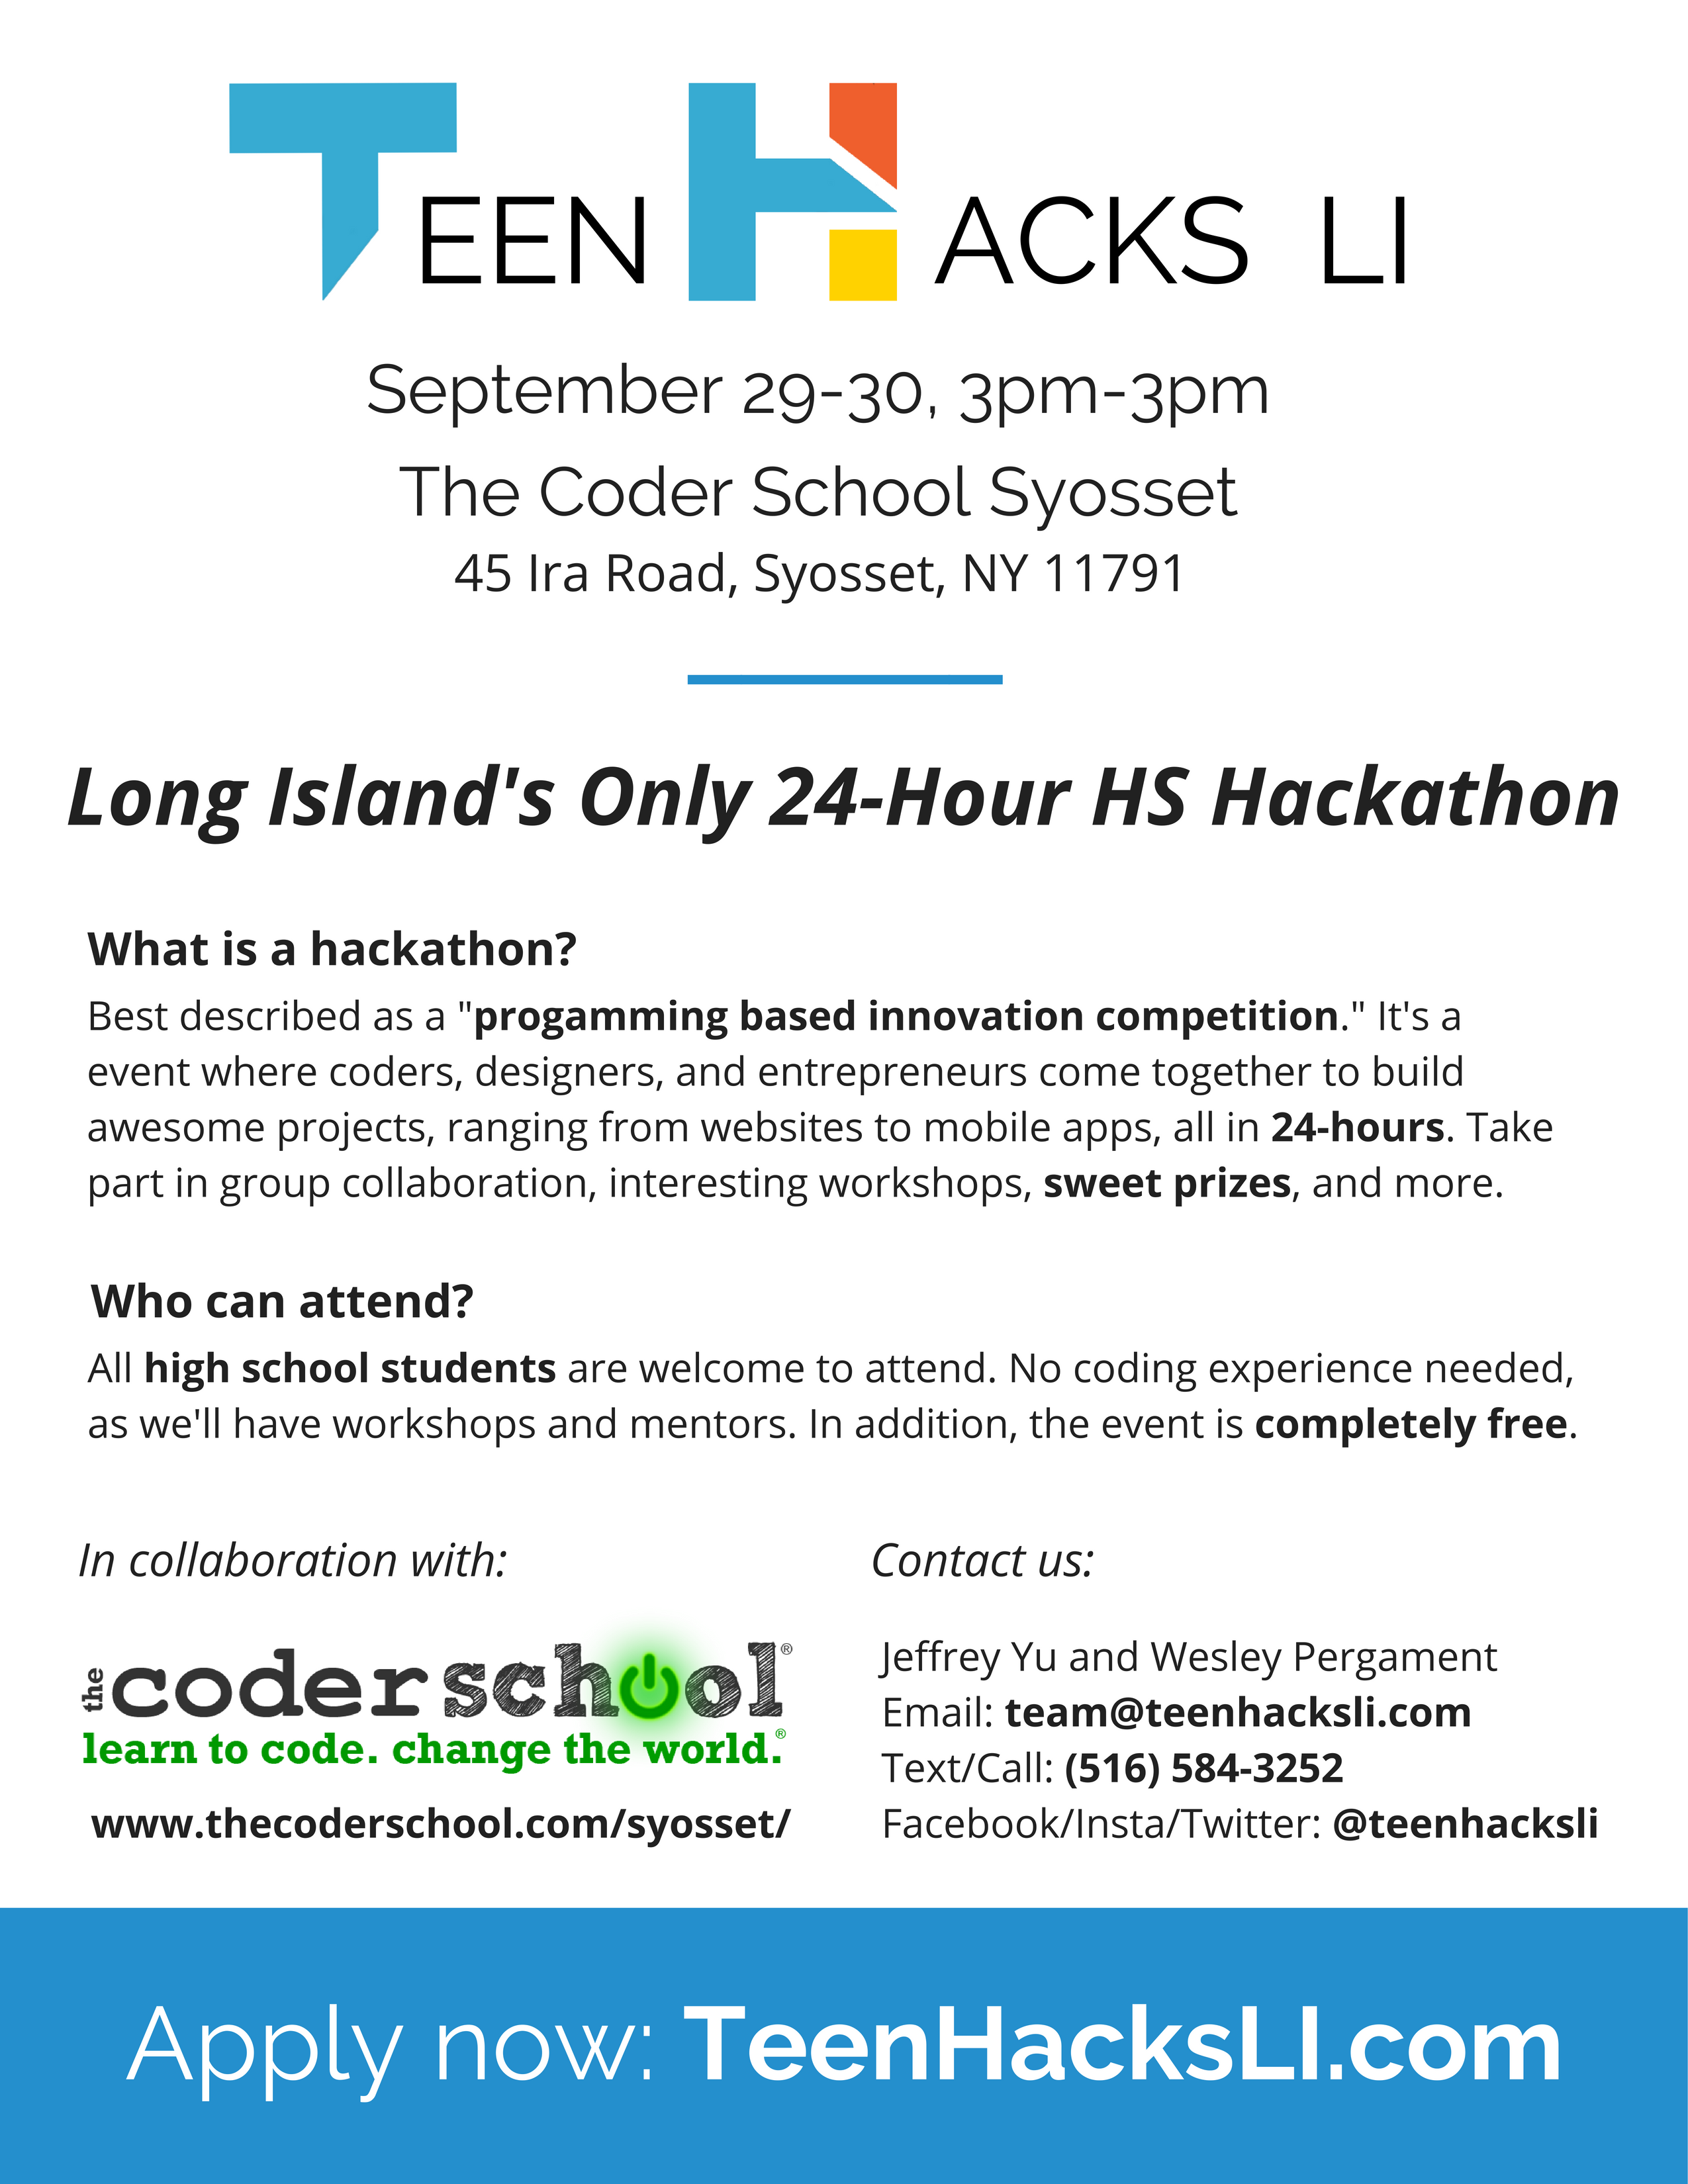 TEEN HACKS LI
September 29-30, 3pm-3pm
The Coder School Syosset
45 Ira Road, Syosset, NY 11791
Long Island's Only 24-Hour HS Hackathon
What is a hackathon?
Best described as a "progamming based innovation competition." It's a
event where coders, designers, and entrepreneurs come together to build
awesome projects, ranging from websites to mobile apps, all in 24-hours. Take
part in group collaboration, interesting workshops, sweet prizes, and more.
Who can attend?
All high school students are welcome to attend. No coding experience needed,
as we'll have workshops and mentors. In addition, the event is completely free.
In collaboration with:
the coder school®
learn to code. change the world.®
www.thecoderschool.com/syosset/
Contact us:
Jeffrey Yu and Wesley Pergament
Email: team@teenhacksli.com
Text/Call: (516) 584-3252
Facebook/Insta/Twitter: @teenhacksli
Apply now: TeenHacksLI.com